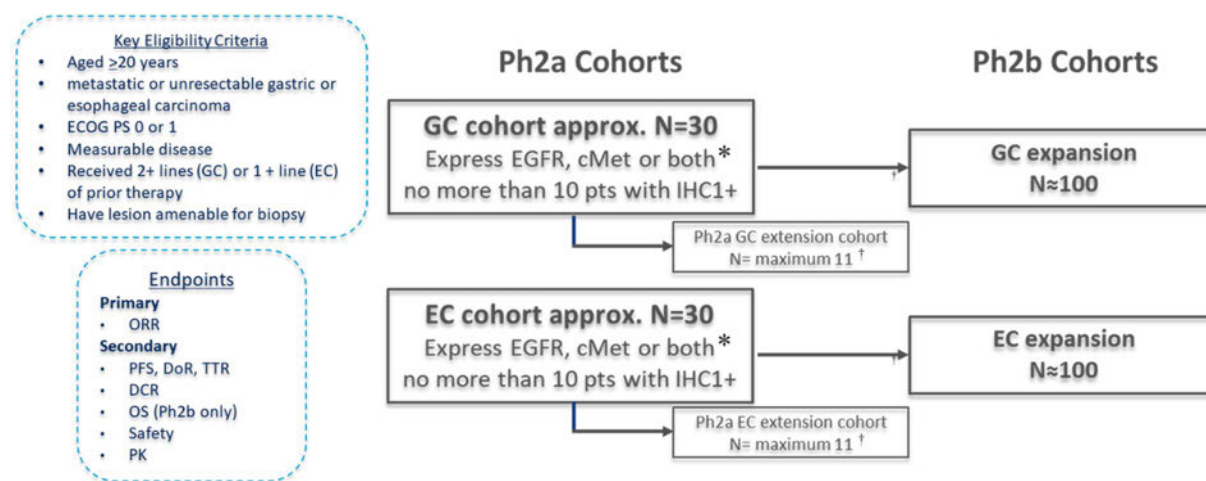 Key Eligibility Criteria
• Aged ≥20 years
• metastatic or unresectable gastric or
esophageal carcinoma
• ECOG PS 0 or 1
• Measurable disease
• Received 2+ lines (GC) or 1 + line (EC)
of prior therapy
• Have lesion amenable for biopsy
Endpoints
Primary
• ORR
Secondary
• PFS, DoR, TTR
• DCR
• OS (Ph2b only)
• Safety
• PK
Ph2a Cohorts
GC cohort approx. N=30
Express EGFR, cMet or both*
no more than 10 pts with IHC1+
Ph2a GC extension cohort
N= maximum 11 †
EC cohort approx. N=30
Express EGFR, cMet or both*
no more than 10 pts with IHC1+
Ph2a EC extension cohort
N= maximum 11 †
Ph2b Cohorts
†
GC expansion
N≈100
†
EC expansion
N≈100